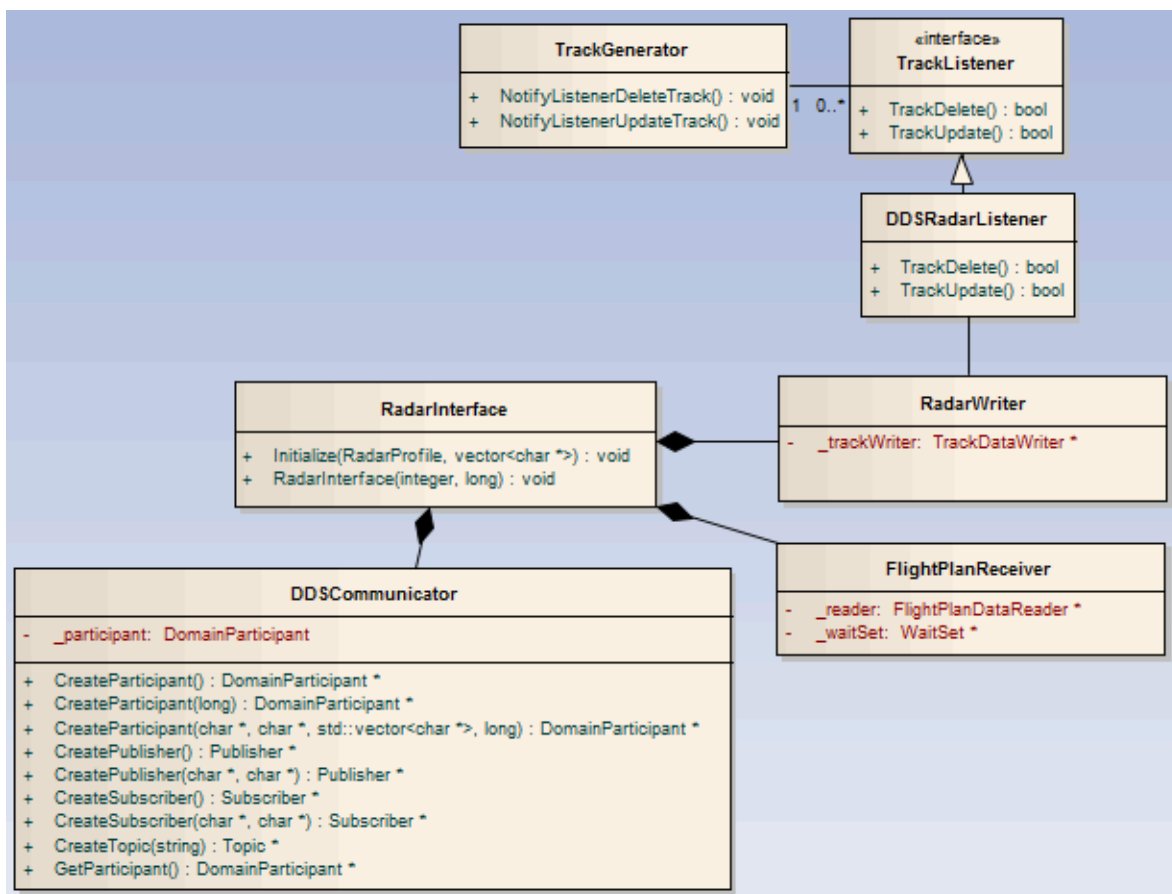 TrackGenerator
+ NotifyListenerDeleteTrack() : void
+ NotifyListenerUpdateTrack() : void
1 0..*
«interface»
TrackListener
+ TrackDelete() : bool
+ TrackUpdate() : bool
DDSRadarListener
+ TrackDelete() : bool
+ TrackUpdate() : bool
RadarInterface
+ Initialize(RadarProfile, vector<char *>) : void
+ RadarInterface(integer, long) : void
RadarWriter
- _trackWriter: TrackDataWriter *
FlightPlanReceiver
- _reader: FlightPlanDataReader *
- _waitSet: WaitSet *
DDSCommunicator
- _participant: DomainParticipant
+ CreateParticipant() : DomainParticipant *
+ CreateParticipant(long) : DomainParticipant *
+ CreateParticipant(char *, char *, std::vector<char *>, long) : DomainParticipant *
+ CreatePublisher() : Publisher *
+ CreatePublisher(char *, char *) : Publisher *
+ CreateSubscriber() : Subscriber *
+ CreateSubscriber(char *, char *) : Subscriber *
+ CreateTopic(string) : Topic *
+ GetParticipant() : DomainParticipant *